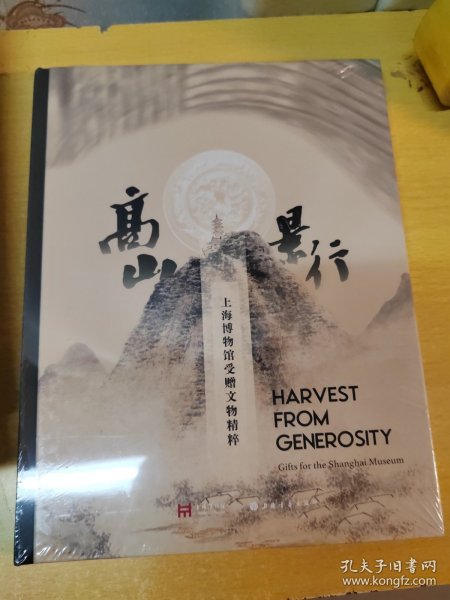 高山
景行
上海博物馆受赠文物精粹
HARVEST
FROM
GENEROSITY
Gifts for the Shanghai Museum
孔夫子旧书网
www.kongfz.com